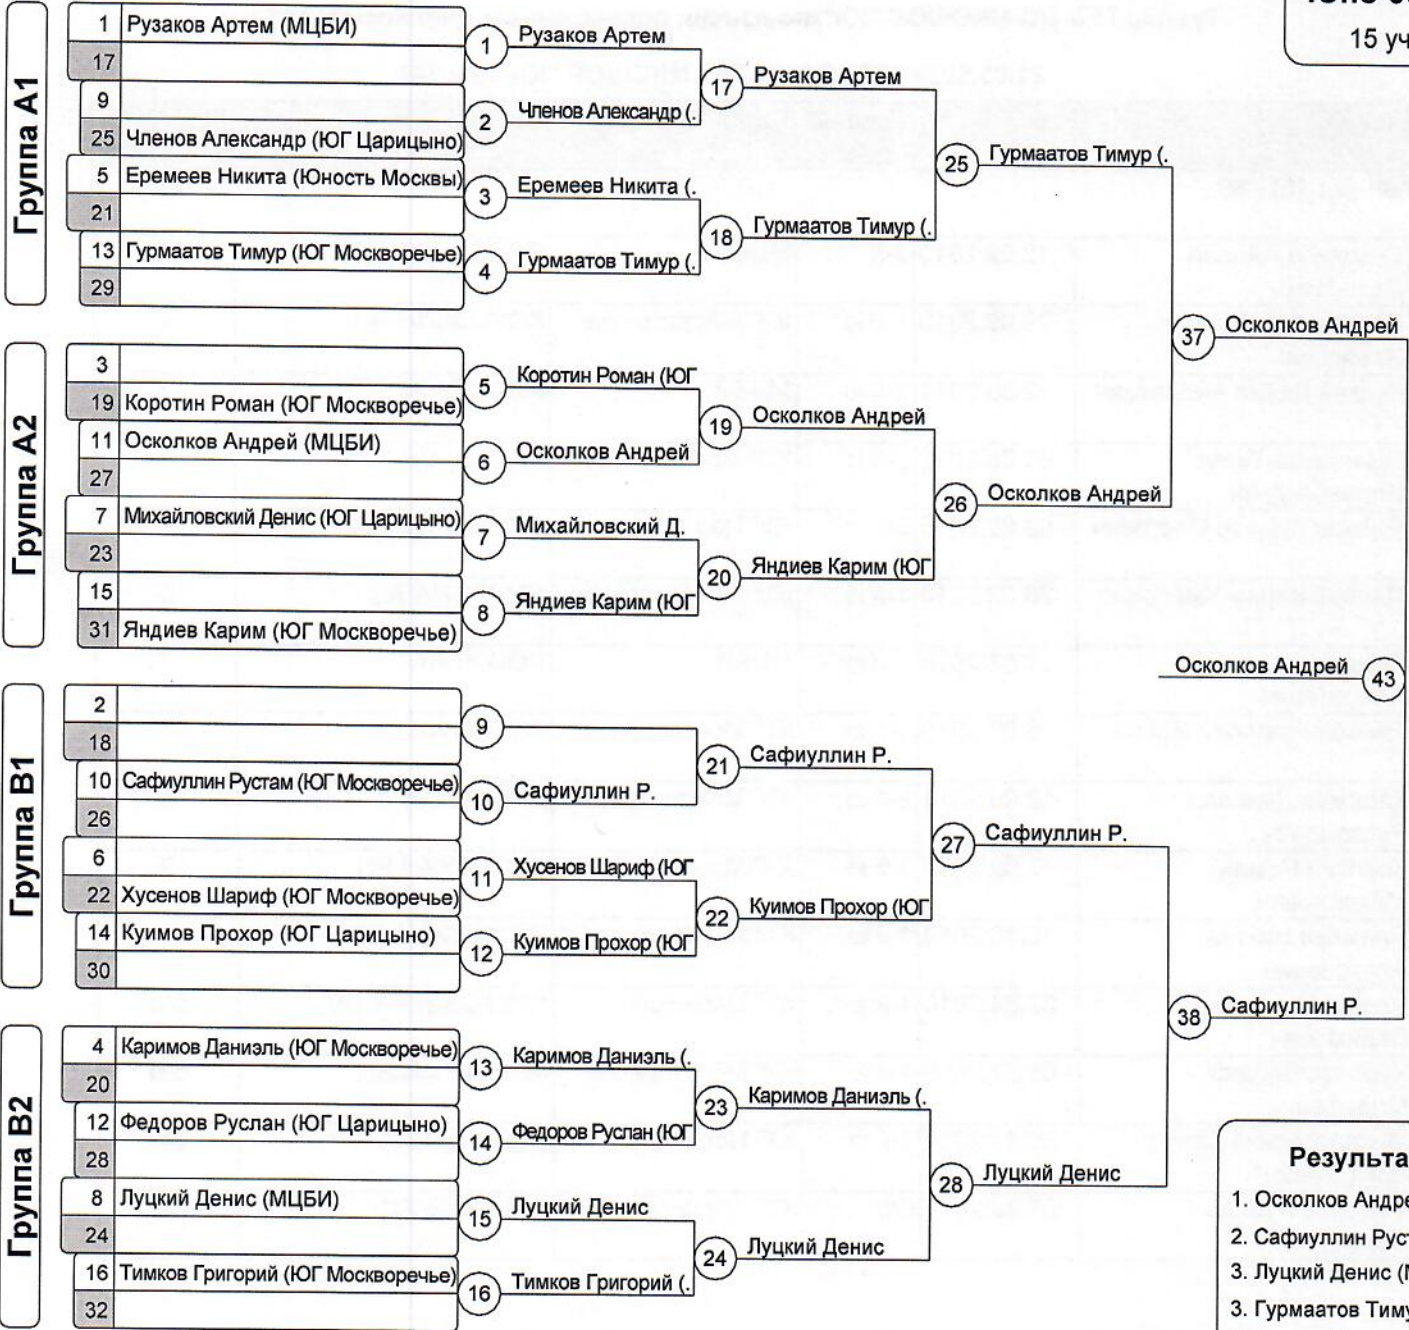 15 уч
Группа А1
1 Рузаков Артем (МЦБИ)
17
9
25 Членов Александр (ЮГ Царицыно)
5 Еремеев Никита (Юность Москвы)
21
13 Гурмаатов Тимур (ЮГ Москворечье)
29
1 Рузаков Артем
2 Членов Александр (.
3 Еремеев Никита (.
4 Гурмаатов Тимур (.
17 Рузаков Артем
18 Гурмаатов Тимур (.
25 Гурмаатов Тимур (.
Группа А2
3
19 Коротин Роман (ЮГ Москворечье)
11 Осколков Андрей (МЦБИ)
27
7 Михайловский Денис (ЮГ Царицыно)
23
15
31 Яндиев Карим (ЮГ Москворечье)
5 Коротин Роман (ЮГ
6 Осколков Андрей
7 Михайловский Д.
8 Яндиев Карим (ЮГ
19 Осколков Андрей
20 Яндиев Карим (ЮГ
26 Осколков Андрей
37 Осколков Андрей
Осколков Андрей 43
Группа В1
2
18
10 Сафиуллин Рустам (ЮГ Москворечье)
26
6
22 Хусенов Шариф (ЮГ Москворечье)
14 Куимов Прохор (ЮГ Царицыно)
30
9
10 Сафиуллин Р.
11 Хусенов Шариф (ЮГ
12 Куимов Прохор (ЮГ
21 Сафиуллин Р.
22 Куимов Прохор (ЮГ
27 Сафиуллин Р.
38 Сафиуллин Р.
Группа В2
4 Каримов Даниэль (ЮГ Москворечье)
20
12 Федоров Руслан (ЮГ Царицыно)
28
8 Луцкий Денис (МЦБИ)
24
16 Тимков Григорий (ЮГ Москворечье)
32
13 Каримов Даниэль (.
14 Федоров Руслан (ЮГ
15 Луцкий Денис
16 Тимков Григорий (.
23 Каримов Даниэль (.
24 Луцкий Денис
28 Луцкий Денис
Результа
1. Осколков Андре
2. Сафиуллин Руст
3. Луцкий Денис (М
3. Гурмаатов Тиму